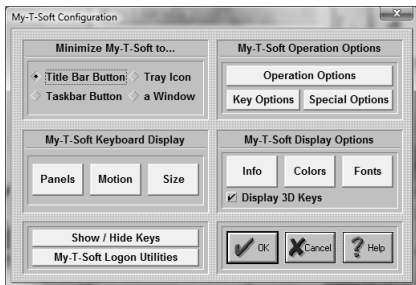 My-T-Soft Configuration
Minimize My-T-Soft to...
Title Bar Button Tray Icon
Taskbar Button a Window
My-T-Soft Operation Options
Operation Options
Key Options Special Options
My-T-Soft Keyboard Display
Panels Motion Size
My-T-Soft Display Options
Info Colors Fonts
Display 3D Keys
Show / Hide Keys
My-T-Soft Logon Utilities
OK Cancel Help